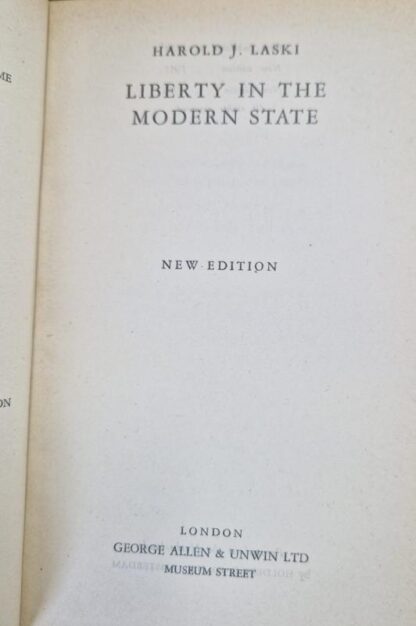 HAROLD J. LASKI
LIBERTY IN THE
MODERN STATE
NEW EDITION
LONDON
GEORGE ALLEN & UNWIN LTD
MUSEUM STREET